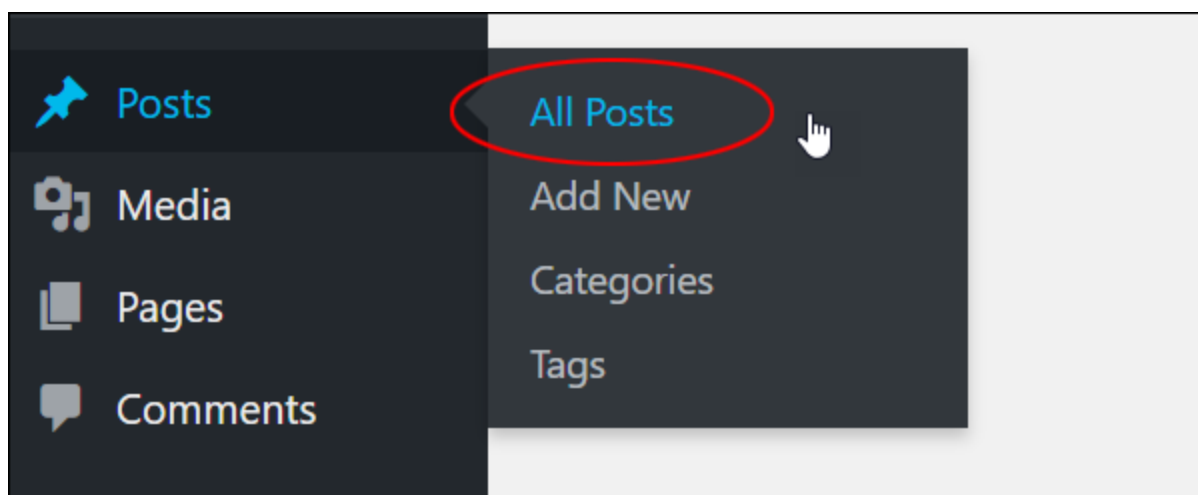 Posts
Media
Pages
Comments
All Posts
Add New
Categories
Tags